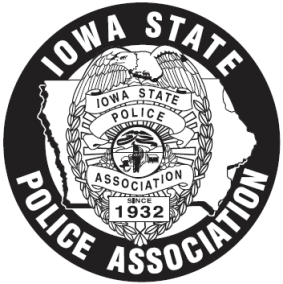 IOWA STATE
IOWA STATE
POLICE
ASSOCIATION
SINCE
1932
POLICE ASSOCIATION